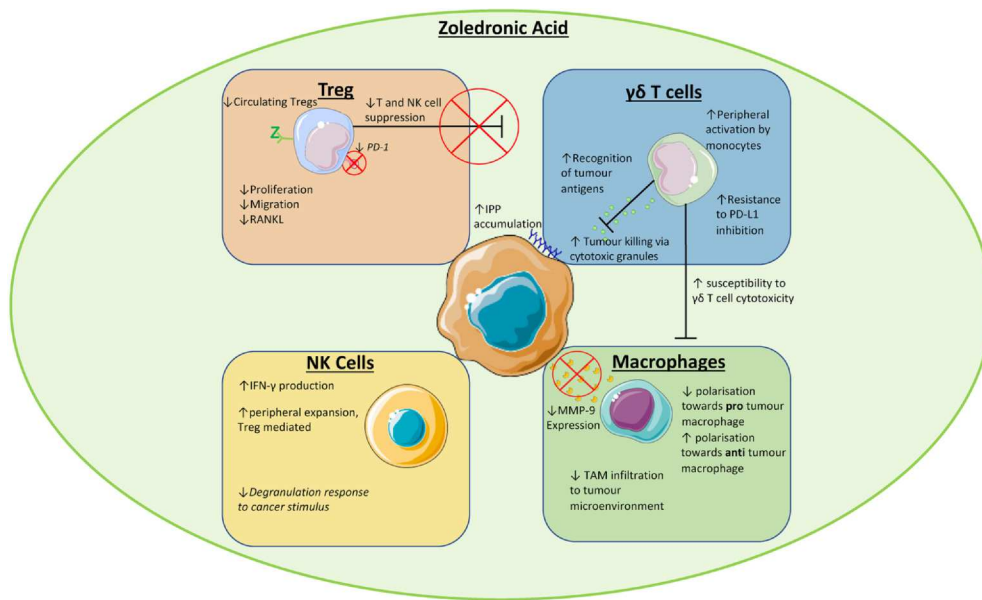 Zoledronic Acid
Treg
↓Circulating Tregs
↓T and NK cell
suppression
Z
↓ PD-1
↓Proliferation
↓Migration
↓RANKL
γδ T cells
↑Peripheral
activation by
monocytes
↑Recognition
of tumour
antigens
↑Resistance
to PD-L1
inhibition
↑ Tumour killing via
cytotoxic granules
↑IPP
accumulation
↑ susceptibility to
γδ T cell cytotoxicity
NK Cells
↑IFN-γ production
↑peripheral expansion,
Treg mediated
↓Degranulation response
to cancer stimulus
Macrophages
↓MMP-9
Expression
↓ polarisation
towards pro tumour
macrophage
↑ polarisation
towards anti tumour
macrophage
↓ TAM infiltration
to tumour
microenvironment